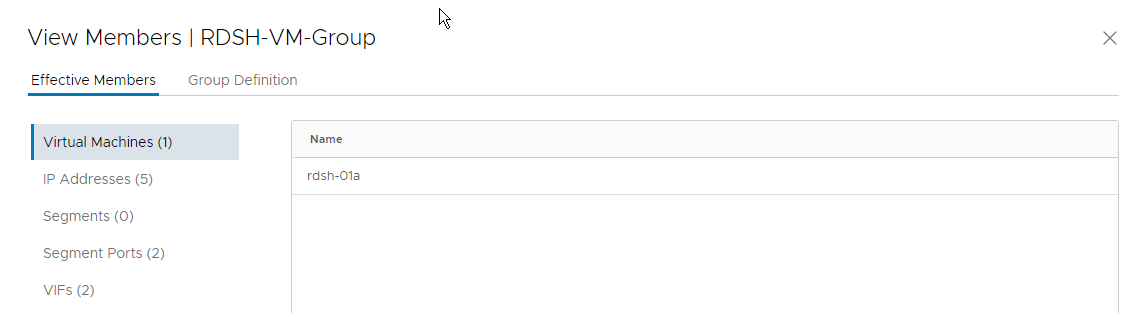 View Members | RDSH-VM-Group
Effective Members Group Definition
Virtual Machines (1)
IP Addresses (5)
Segments (0)
Segment Ports (2)
VIFs (2)
Name
rdsh-01a